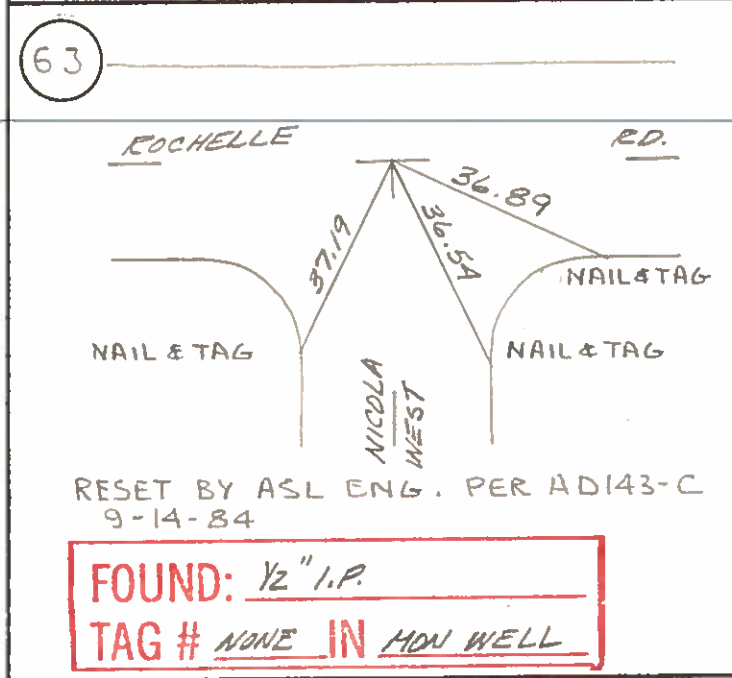 63
ROCHELLE RD.
36.89
37.19
36.54
NAIL & TAG
NAIL & TAG
NAIL & TAG
NICOLA
WEST
RESET BY ASL ENG. PER AD143-C
9-14-84
FOUND: 1/2" I.P.
TAG # NONE IN MON WELL